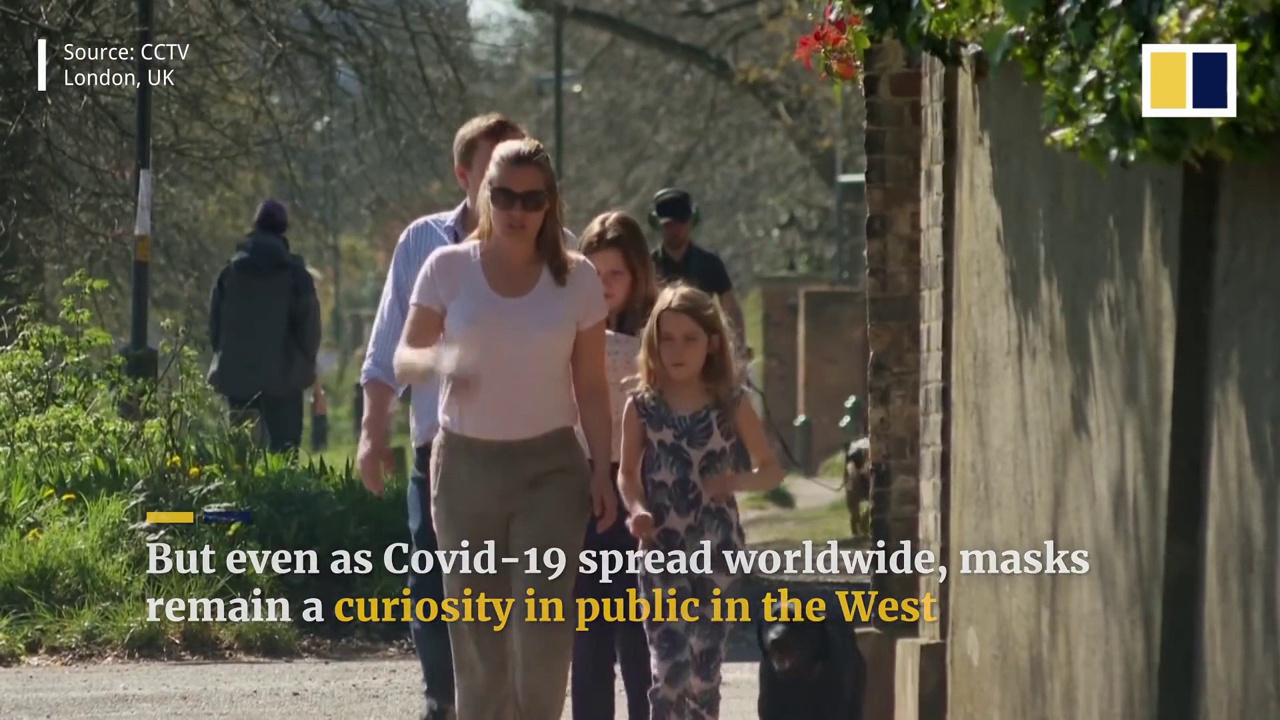 Source: CCTV
London, UK
But even as Covid-19 spread worldwide, masks
remain a curiosity in public in the West